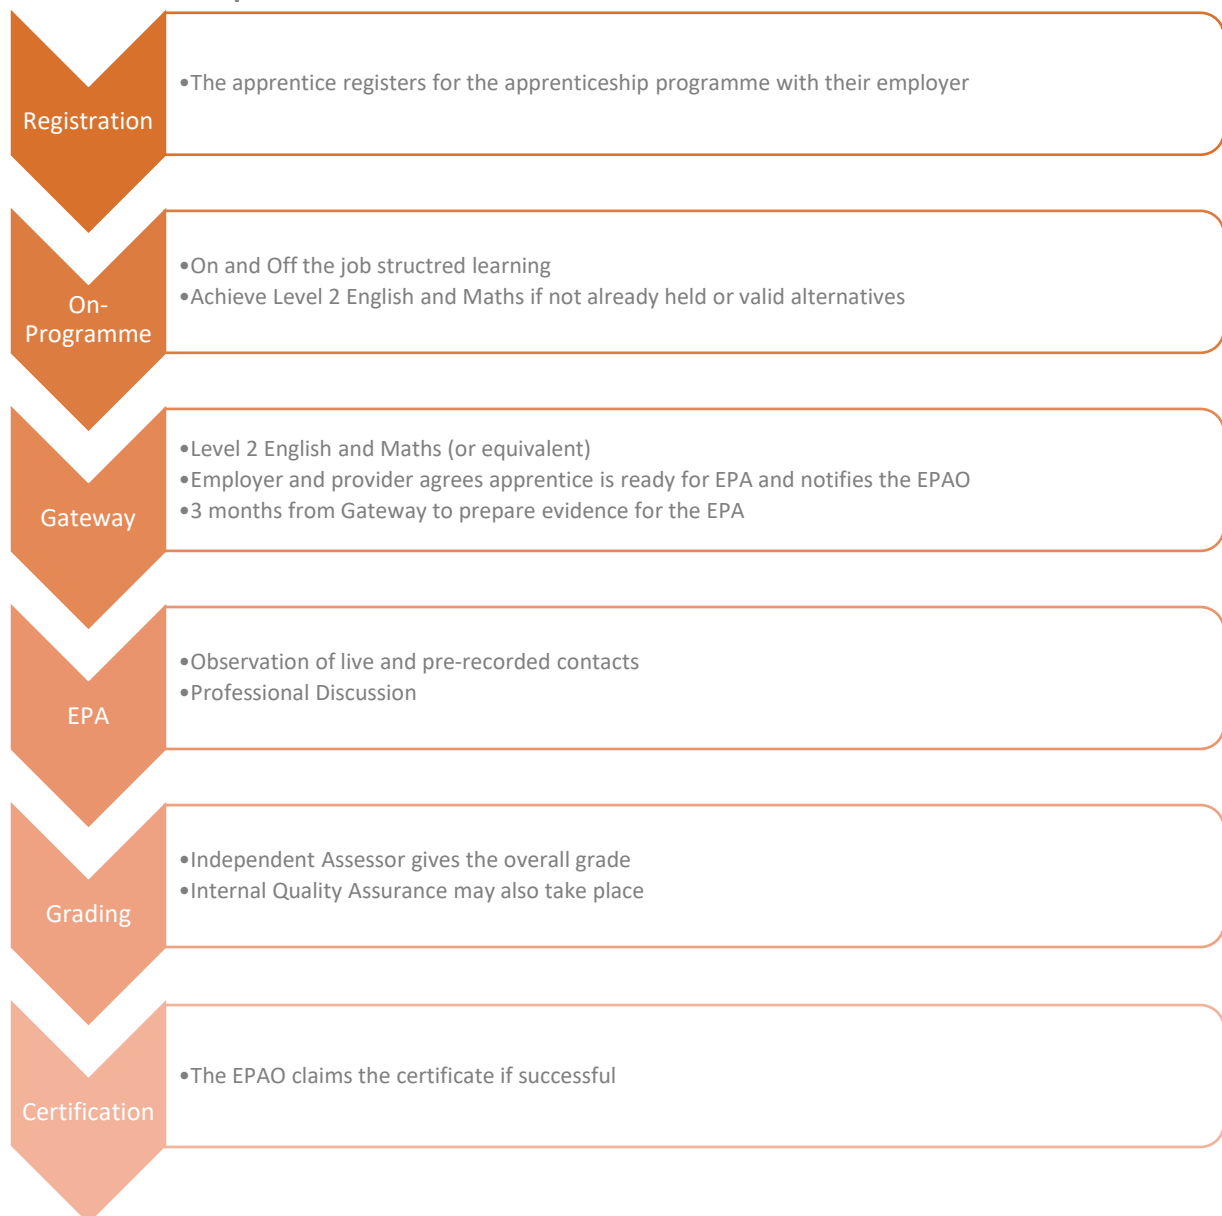 Registration
•The apprentice registers for the apprenticeship programme with their employer
On-
Programme
•On and Off the job structred learning
•Achieve Level 2 English and Maths if not already held or valid alternatives
Gateway
•Level 2 English and Maths (or equivalent)
•Employer and provider agrees apprentice is ready for EPA and notifies the EPAO
•3 months from Gateway to prepare evidence for the EPA
EPA
•Observation of live and pre-recorded contacts
•Professional Discussion
Grading
•Independent Assessor gives the overall grade
•Internal Quality Assurance may also take place
Certification
•The EPAO claims the certificate if successful